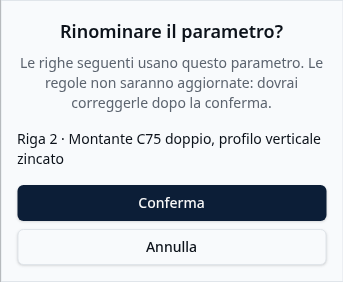 Rinominare il parametro?
Le righe seguenti usano questo parametro. Le
regole non saranno aggiornate: dovrai
correggerle dopo la conferma.
Riga 2 · Montante C75 doppio, profilo verticale
zincato
Conferma
Annulla